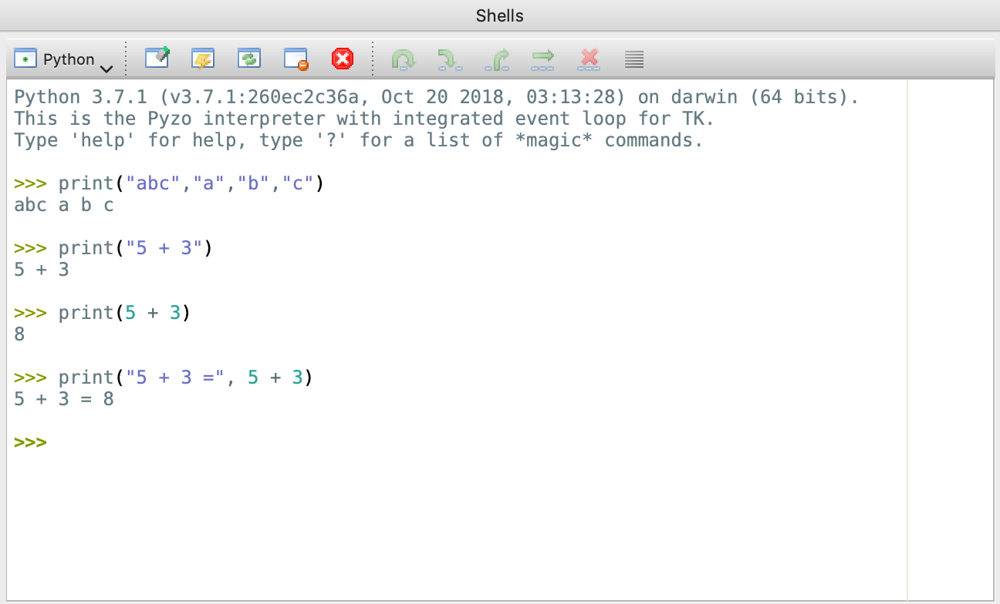 Shells
Python
Python 3.7.1 (v3.7.1:260ec2c36a, Oct 20 2018, 03:13:28) on darwin (64 bits).
This is the Pyzo interpreter with integrated event loop for TK.
Type 'help' for help, type '?' for a list of *magic* commands.
>>> print("abc","a","b","c")
abc a b c
>>> print("5 + 3")
5 + 3
>>> print(5 + 3)
8
>>> print("5 + 3 =", 5 + 3)
5 + 3 = 8
>>>